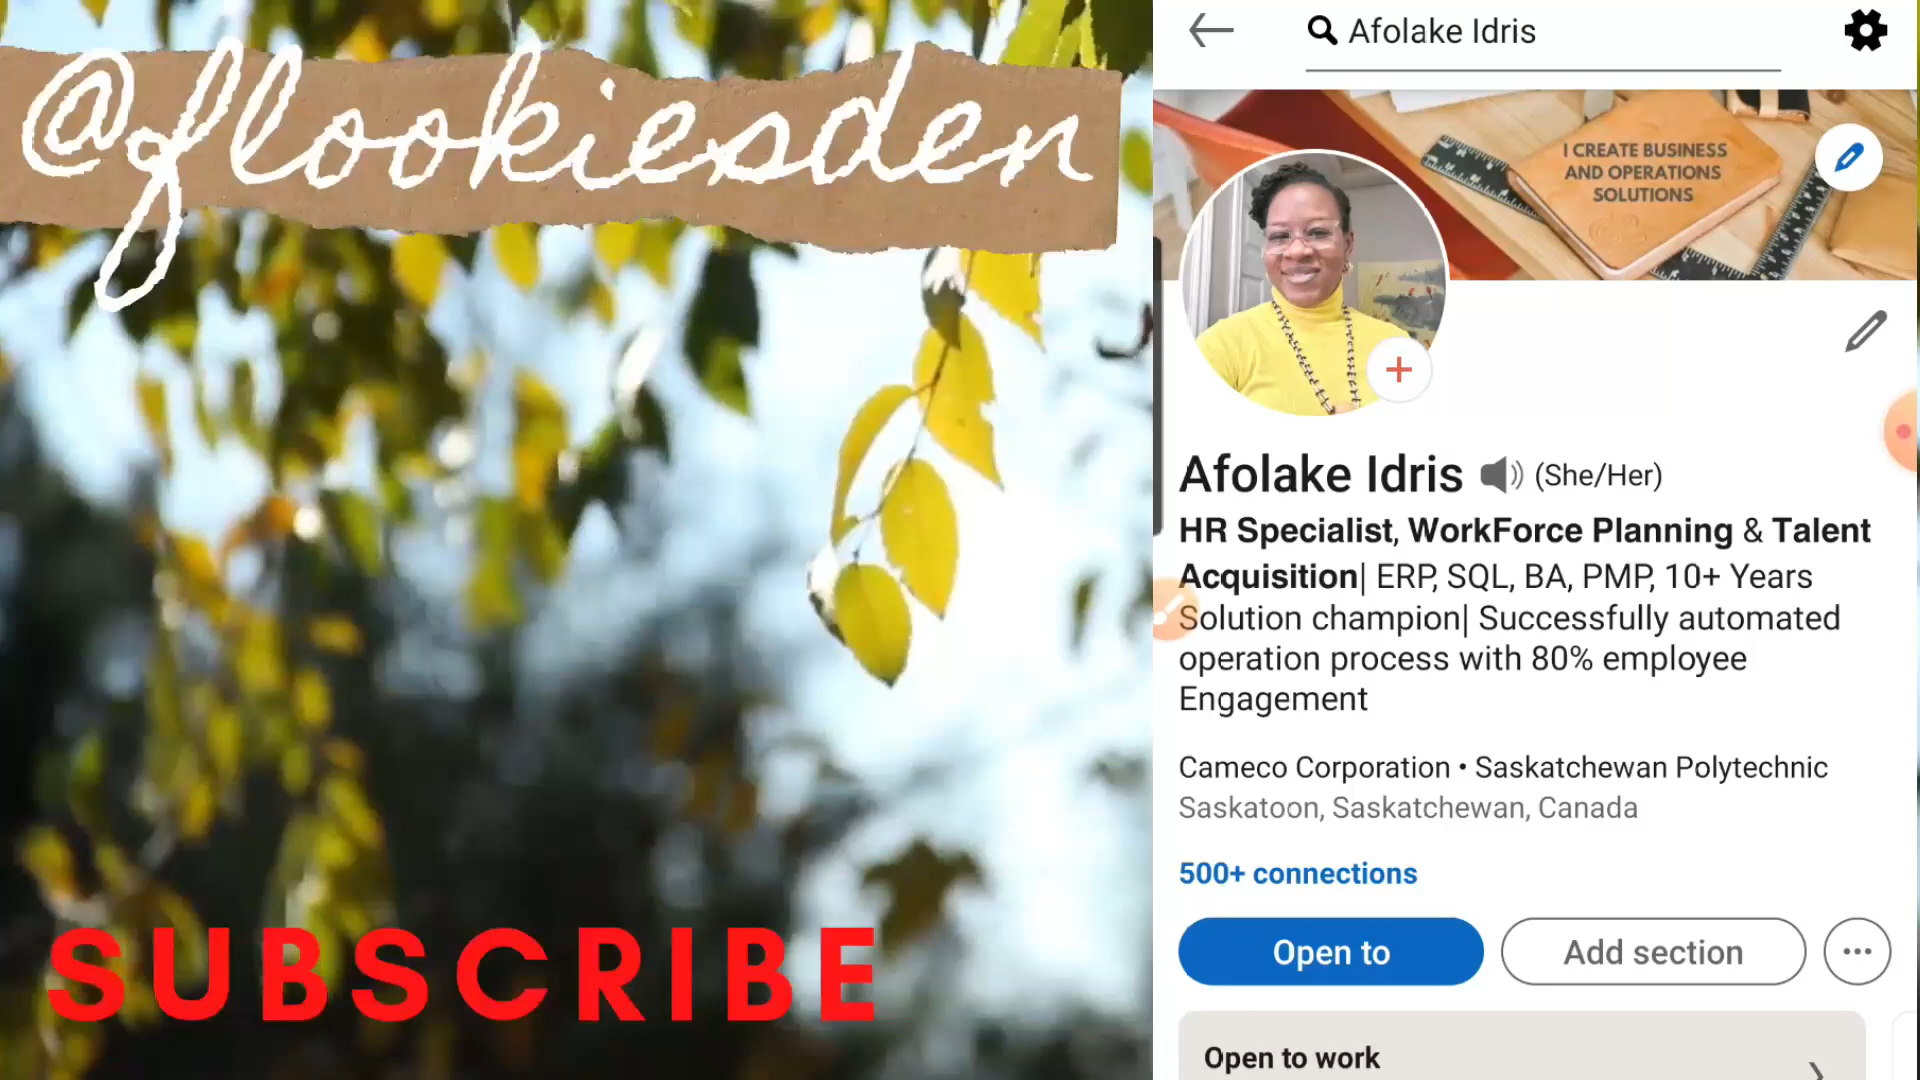 @flookiesden
SUBSCRIBE
Afolake Idris
I CREATE BUSINESS
AND OPERATIONS
SOLUTIONS
Afolake Idris (She/Her)
HR Specialist, WorkForce Planning & Talent
Acquisition| ERP, SQL, BA, PMP, 10+ Years
Solution champion| Successfully automated
operation process with 80% employee
Engagement
Cameco Corporation • Saskatchewan Polytechnic
Saskatoon, Saskatchewan, Canada
500+ connections
Open to
Add section
Open to work